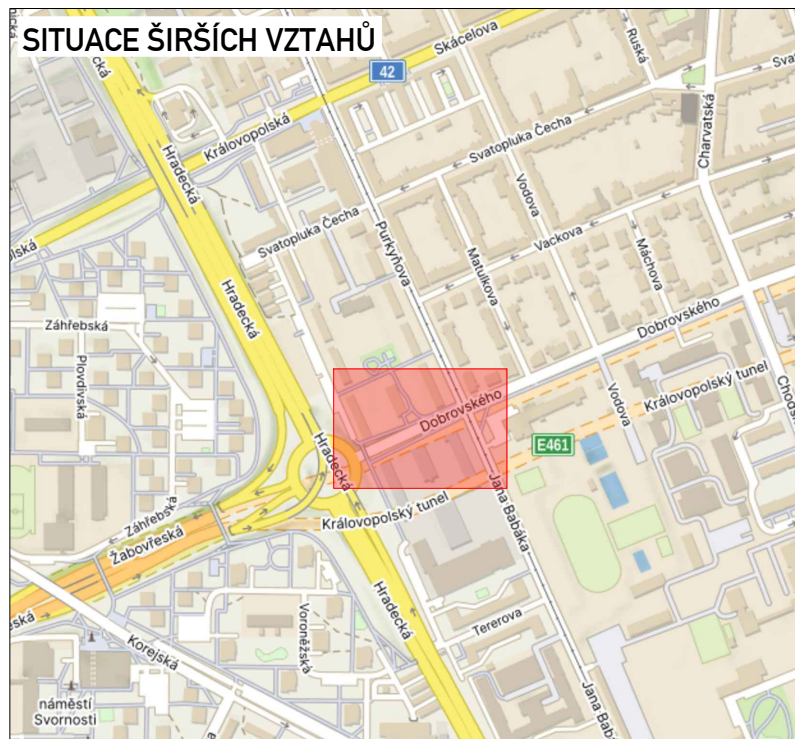 SITUACE ŠIRŠÍCH VZTAHŮ
Skácelova
Ruská
42
Královopolská
Charvatská
Hradecká
Svatopluka Čecha
Vodova
Svatopluka Čecha
Purkyňova
Vackova
Matulkova
Máchova
Hradecká
Dobrovského
Záhřebská
Plovdivská
Královopolský tunel
Vodova
Dobrovského
Hradecká
E461
Jana Babáka
Královopolský tunel
Záhřebská
Žabovřeská
Hradecká
Tererova
Voroněžská
Korejská
náměstí
Svornosti